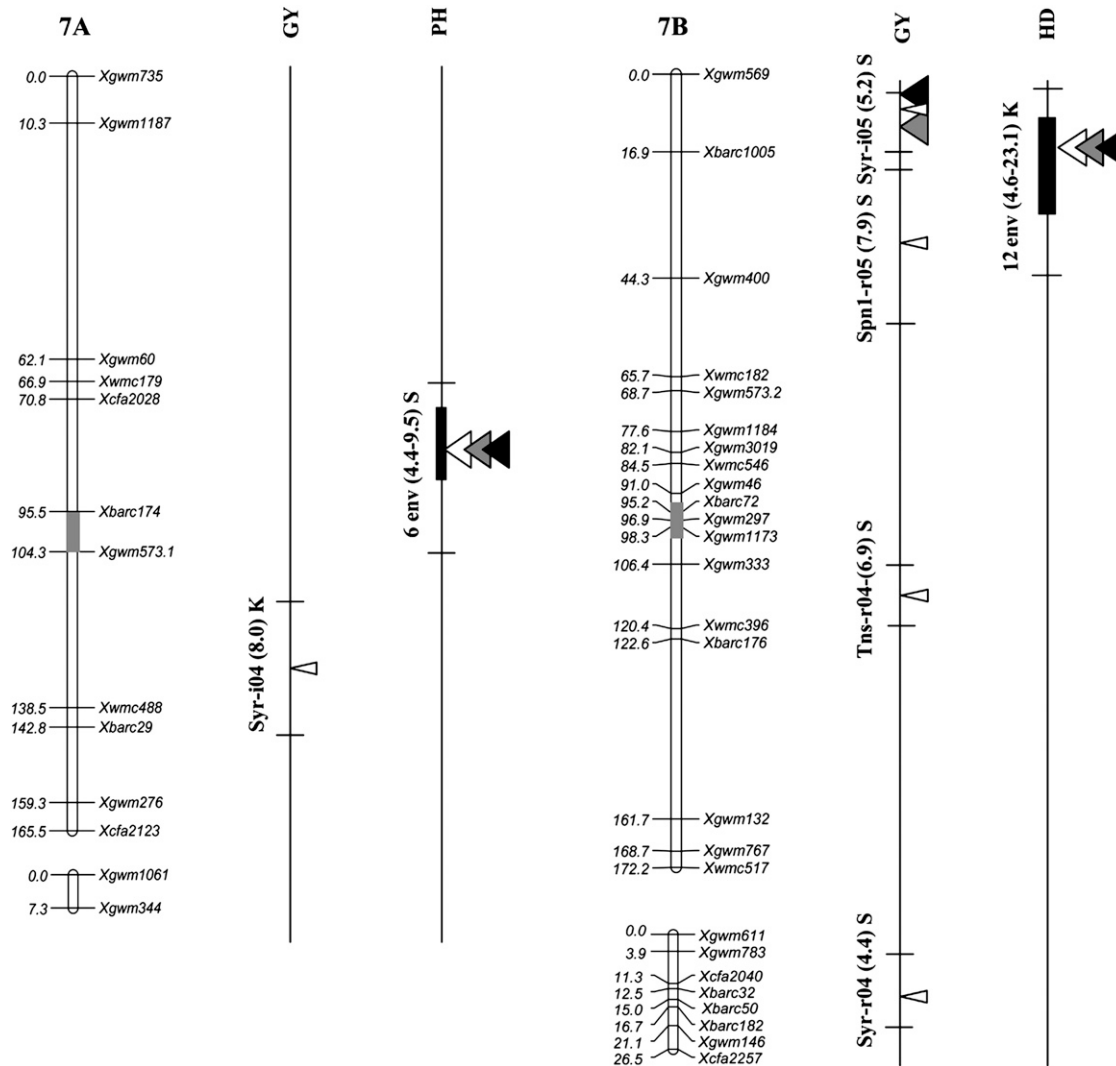 7A
GY
PH
0.0 Xgwm735
10.3 Xgwm1187
62.1 Xgwm60
66.9 Xwmc179
70.8 Xcfa2028
95.5 Xbarc174
104.3 Xgwm573.1
138.5 Xwmc488
142.8 Xbarc29
159.3 Xgwm276
165.5 Xcfa2123
0.0 Xgwm1061
7.3 Xgwm344
Syr-i04 (8.0) K
6 env (4.4-9.5) S
7B
GY
HD
0.0 Xgwm569
16.9 Xbarc1005
44.3 Xgwm400
65.7 Xwmc182
68.7 Xgwm573.2
77.6 Xgwm1184
82.1 Xgwm3019
84.5 Xwmc546
91.0 Xgwm46
95.2 Xbarc72
96.9 Xgwm297
98.3 Xgwm1173
106.4 Xgwm333
120.4 Xwmc396
122.6 Xbarc176
161.7 Xgwm132
168.7 Xgwm767
172.2 Xwmc517
0.0 Xgwm611
3.9 Xgwm783
11.3 Xcfa2040
12.5 Xbarc32
15.0 Xbarc50
16.7 Xbarc182
21.1 Xgwm146
26.5 Xcfa2257
Syr-i05 (5.2) S
Spn1-r05 (7.9) S
Tns-r04-(6.9) S
Syr-r04 (4.4) S
12 env (4.6-23.1) K